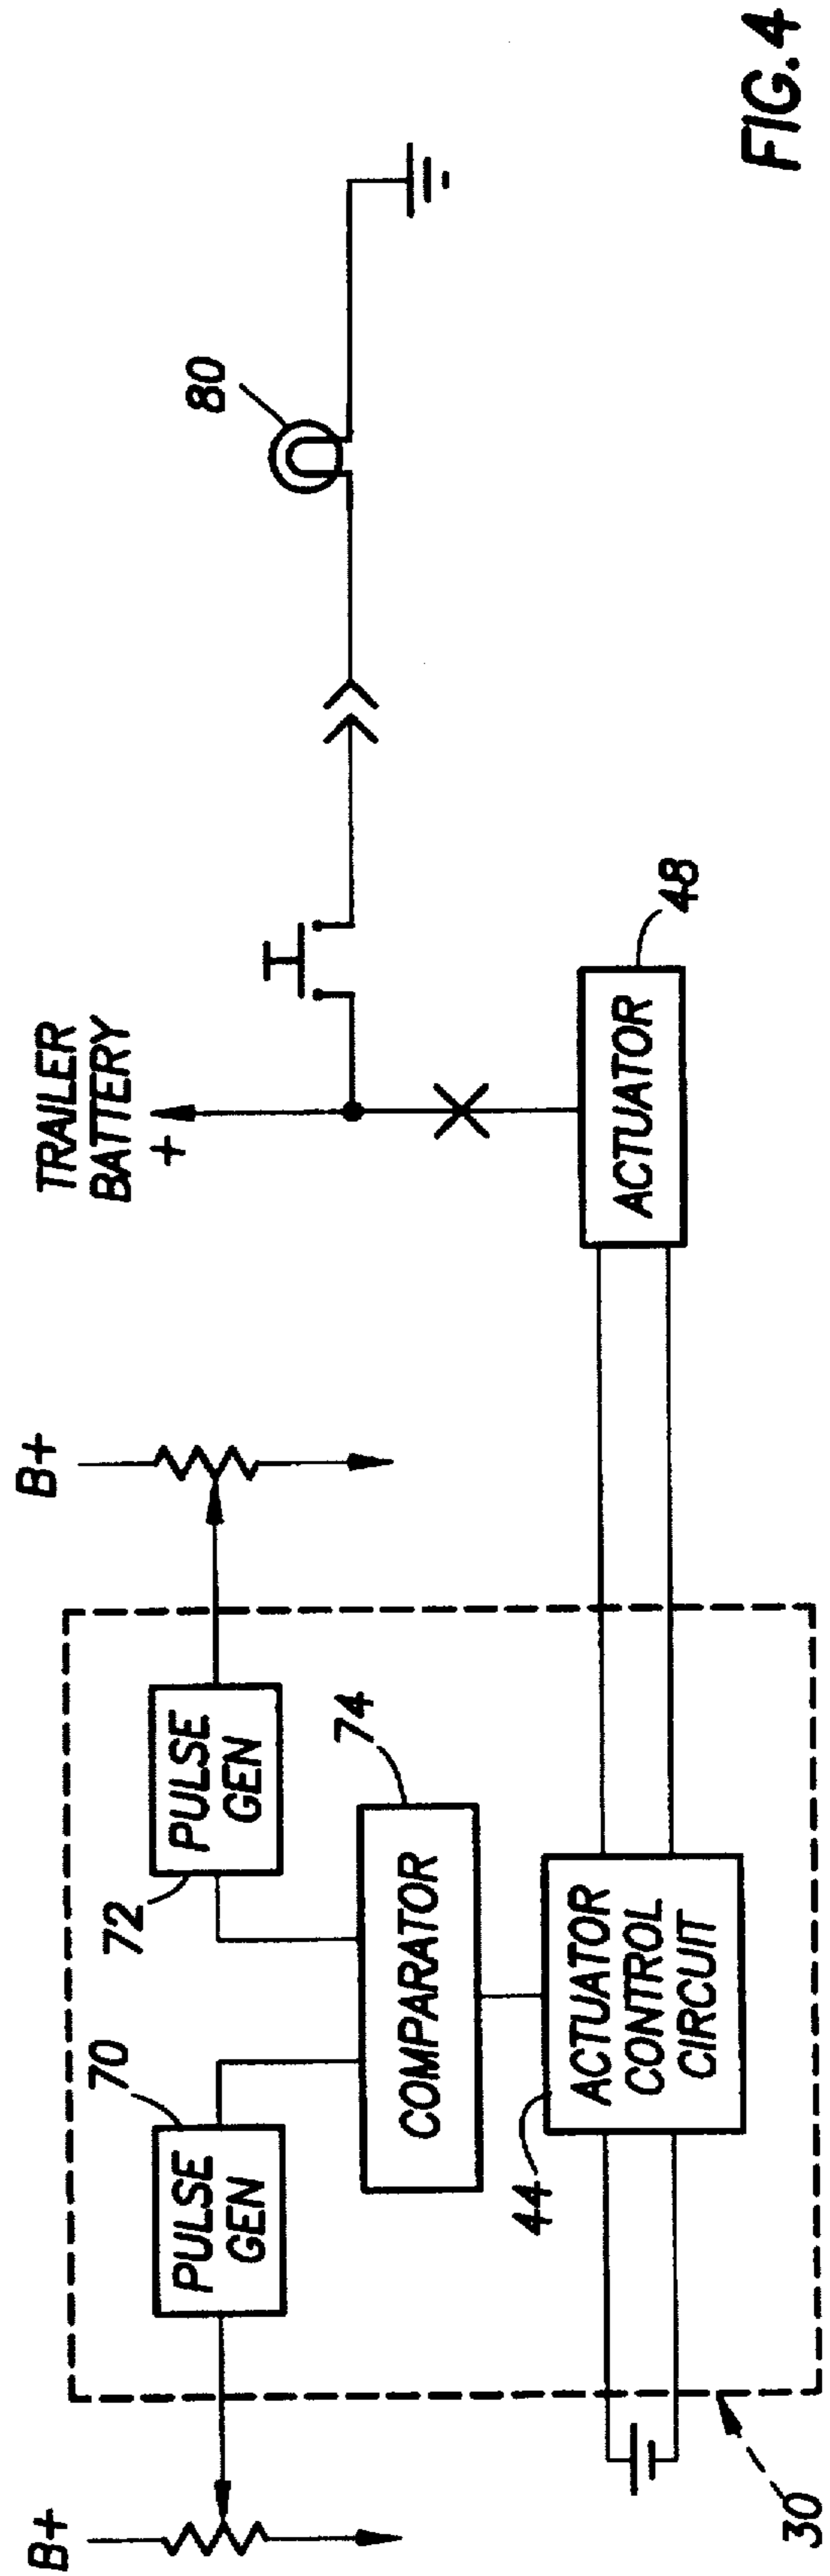 B+
B+
TRAILER
BATTERY
+
80
PULSE
GEN
70
PULSE
GEN
72
COMPARATOR
74
ACTUATOR
CONTROL
CIRCUIT
44
ACTUATOR
48
30
FIG.4